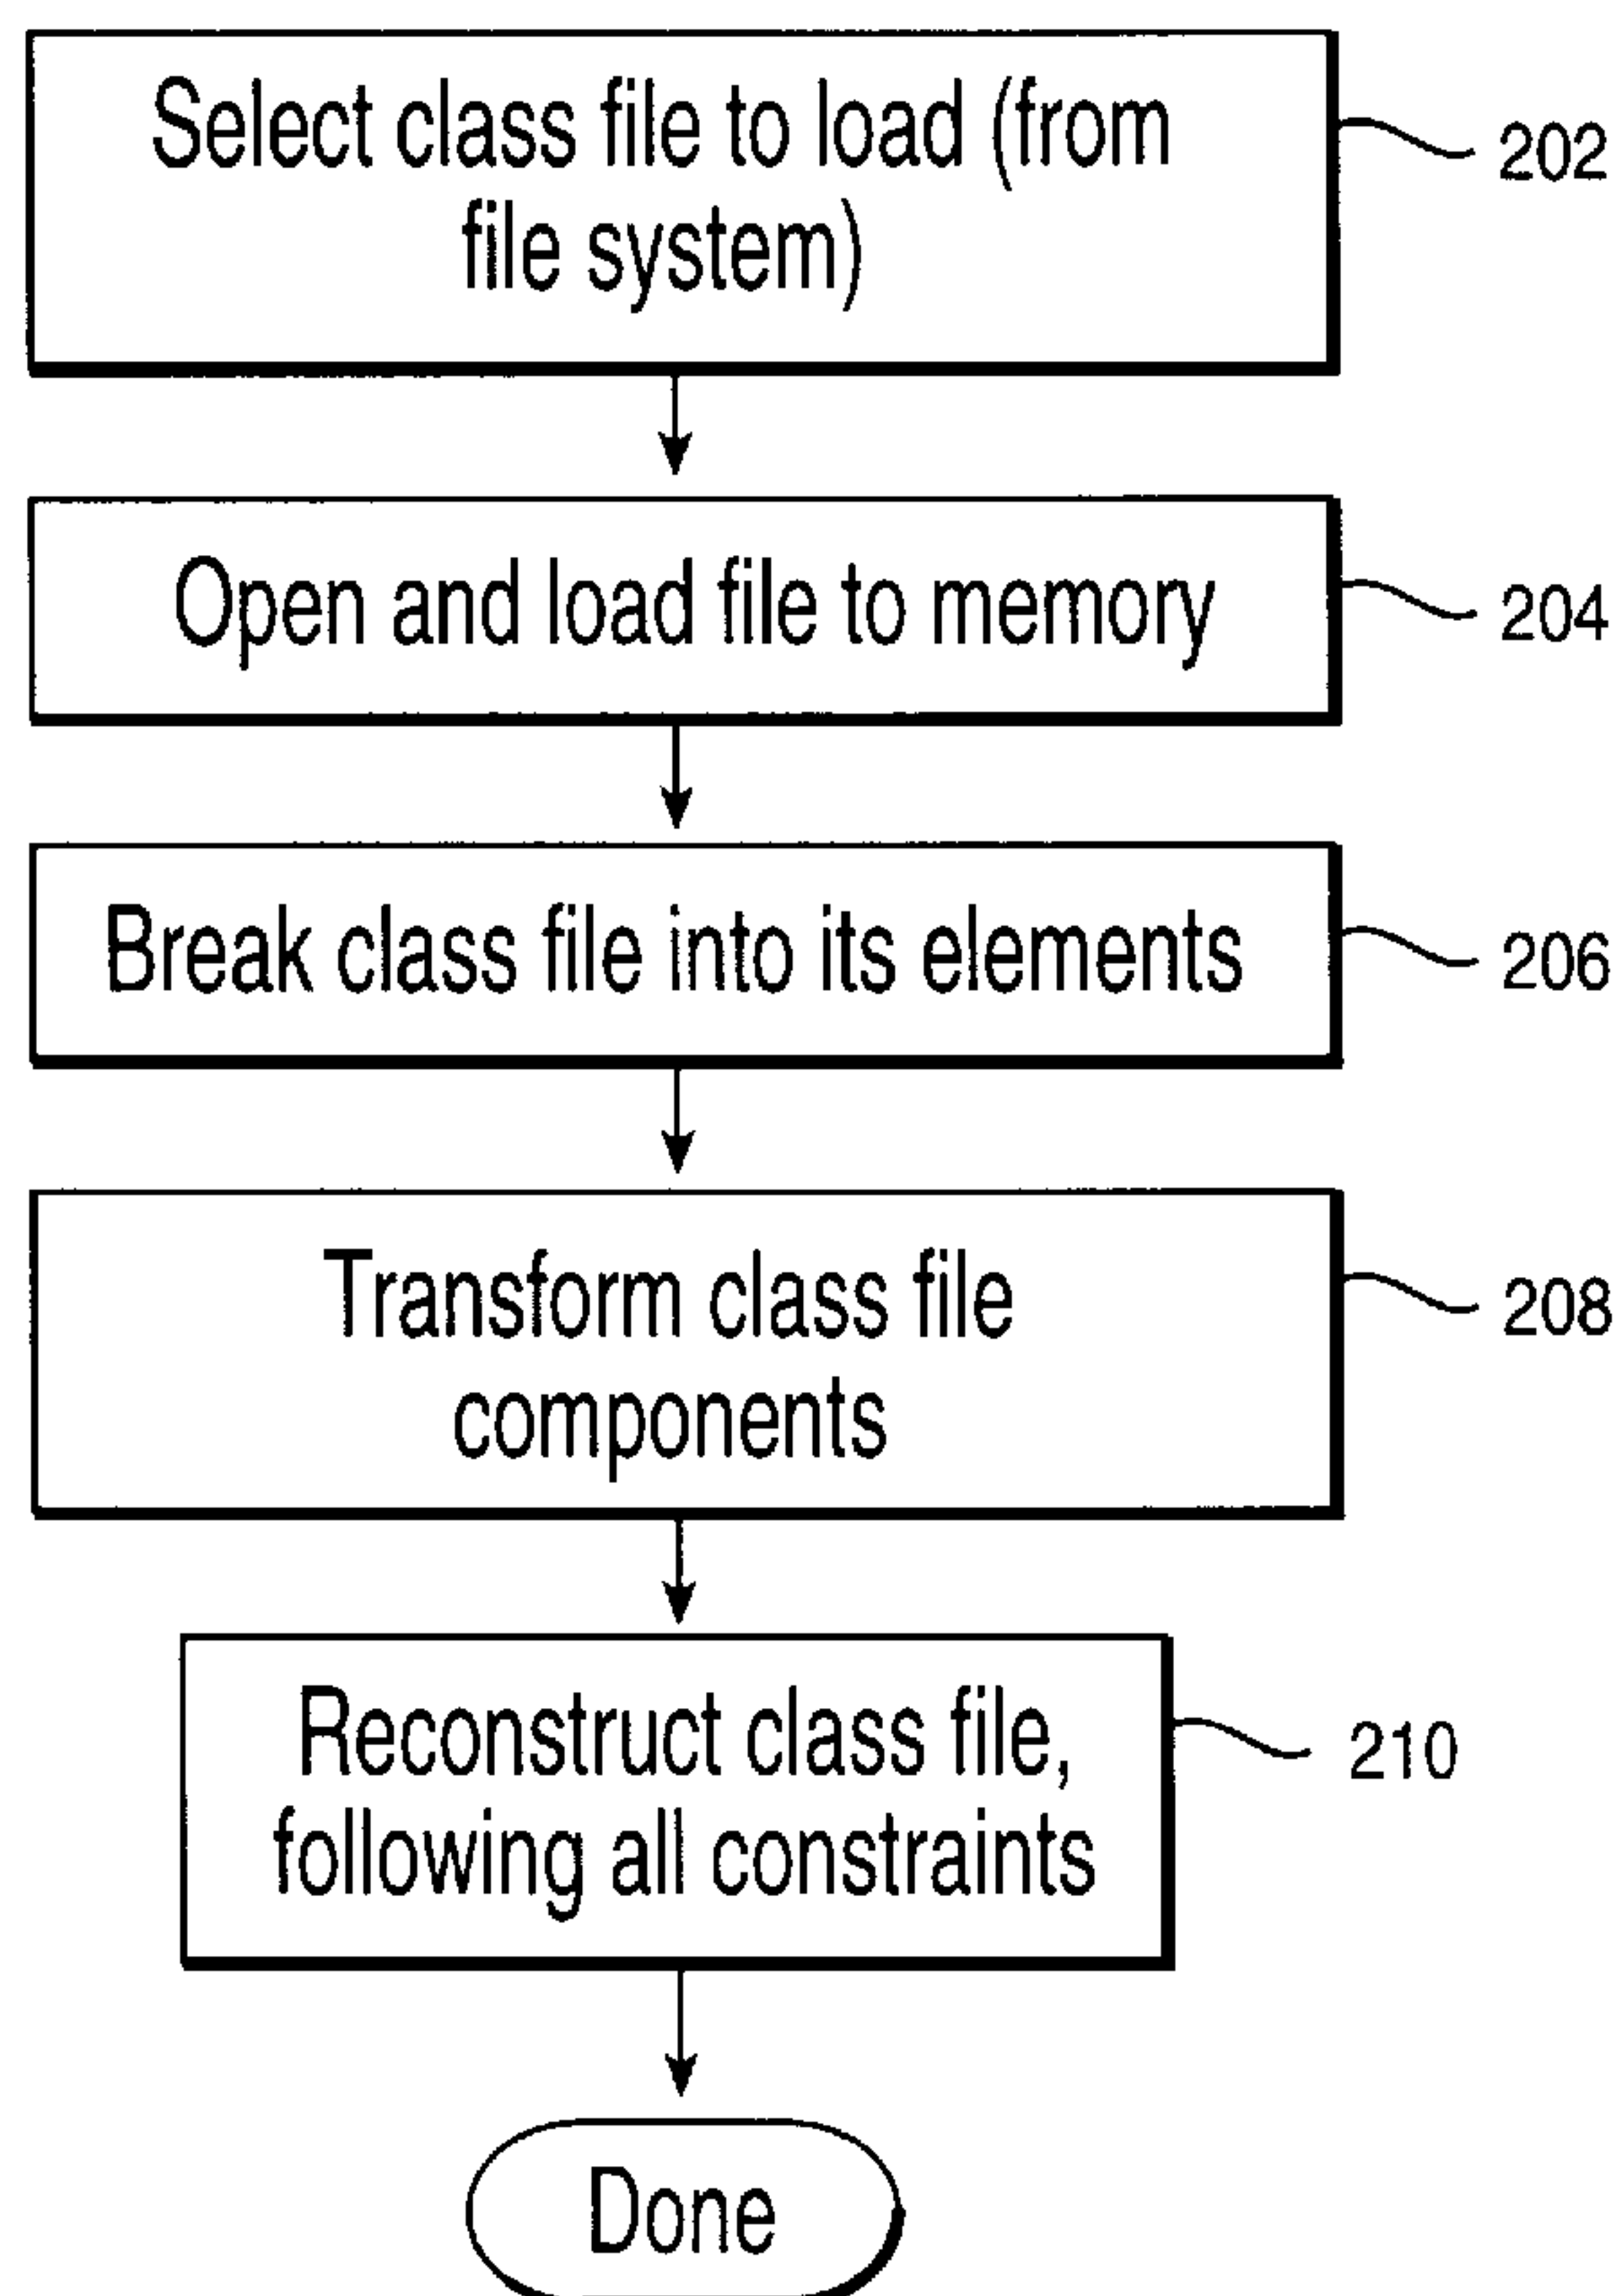 Select class file to load (from
file system)
202
Open and load file to memory
204
Break class file into its elements
206
Transform class file
components
208
Reconstruct class file,
following all constraints
210
Done